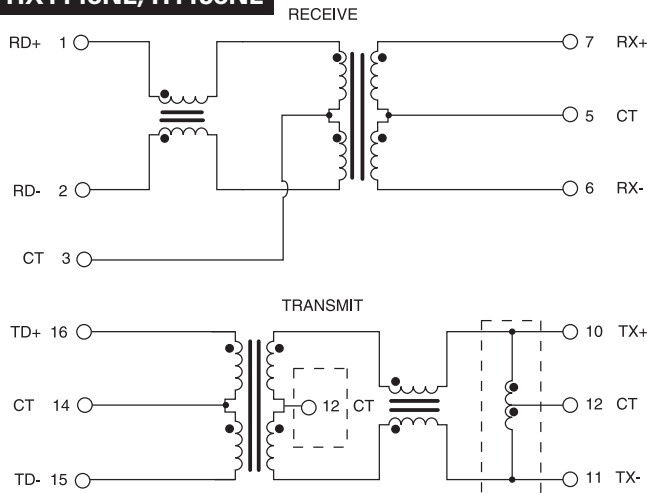 RECEIVE
RD+ 1
7 RX+
5 CT
RD- 2
6 RX-
CT 3
TRANSMIT
TD+ 16
10 TX+
CT 14
12 CT
12 CT
TD- 15
11 TX-